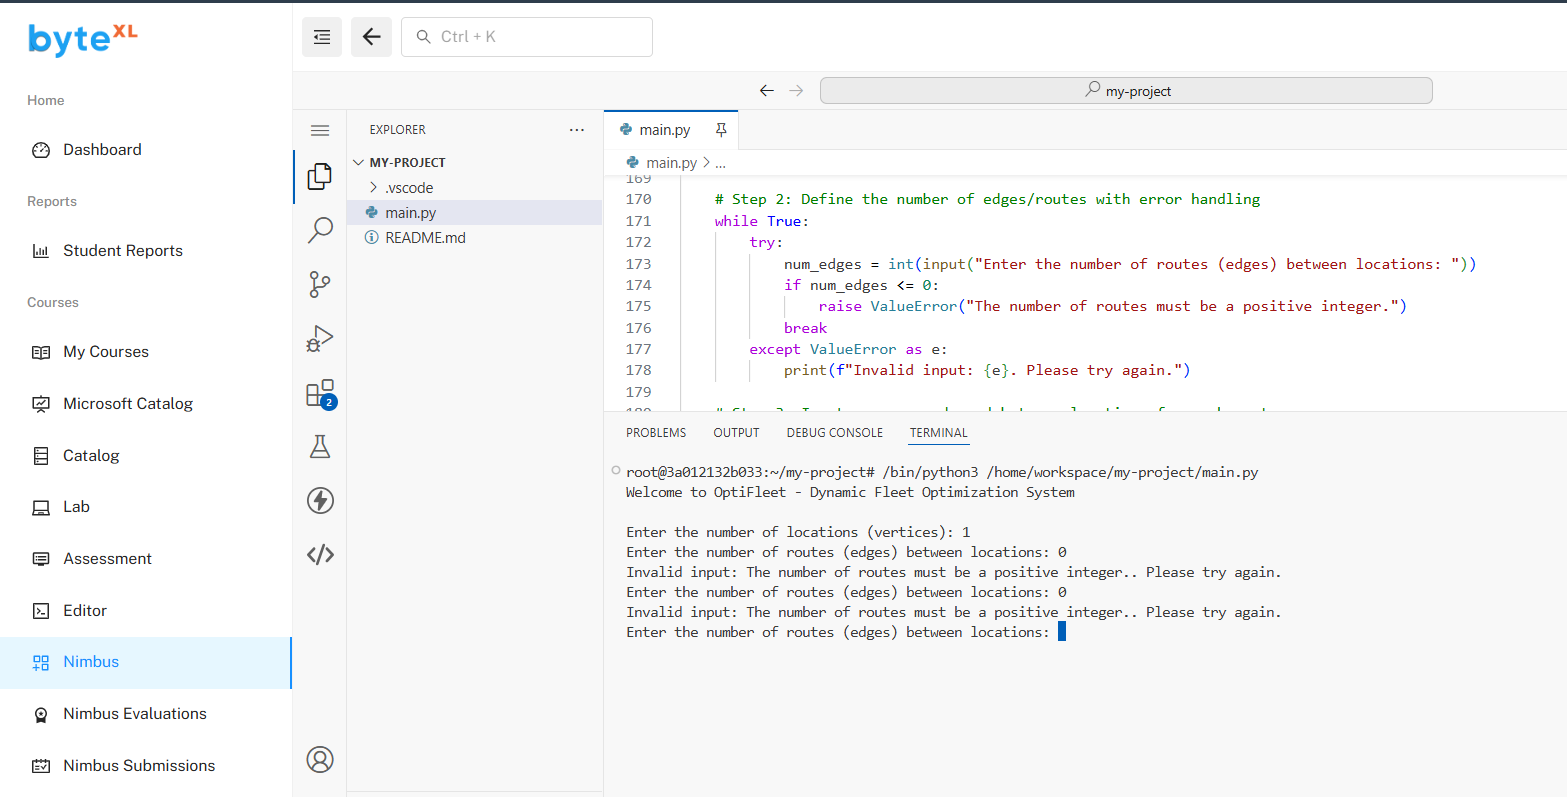 byteXL
Ctrl + K
my-project
Home
Dashboard
Reports
Student Reports
Courses
My Courses
Microsoft Catalog
Catalog
Lab
Assessment
Editor
Nimbus
Nimbus Evaluations
Nimbus Submissions
2
EXPLORER
MY-PROJECT
.vscode
main.py
README.md
main.py
main.py > ...
169
170 # Step 2: Define the number of edges/routes with error handling
171 while True:
172 try:
173 num_edges = int(input("Enter the number of routes (edges) between locations: "))
174 if num_edges <= 0:
175 raise ValueError("The number of routes must be a positive integer.")
176 break
177 except ValueError as e:
178 print(f"Invalid input: {e}. Please try again.")
179
PROBLEMS OUTPUT DEBUG CONSOLE TERMINAL
root@3a012132b033:~/my-project# /bin/python3 /home/workspace/my-project/main.py
Welcome to OptiFleet - Dynamic Fleet Optimization System
Enter the number of locations (vertices): 1
Enter the number of routes (edges) between locations: 0
Invalid input: The number of routes must be a positive integer.. Please try again.
Enter the number of routes (edges) between locations: 0
Invalid input: The number of routes must be a positive integer.. Please try again.
Enter the number of routes (edges) between locations: